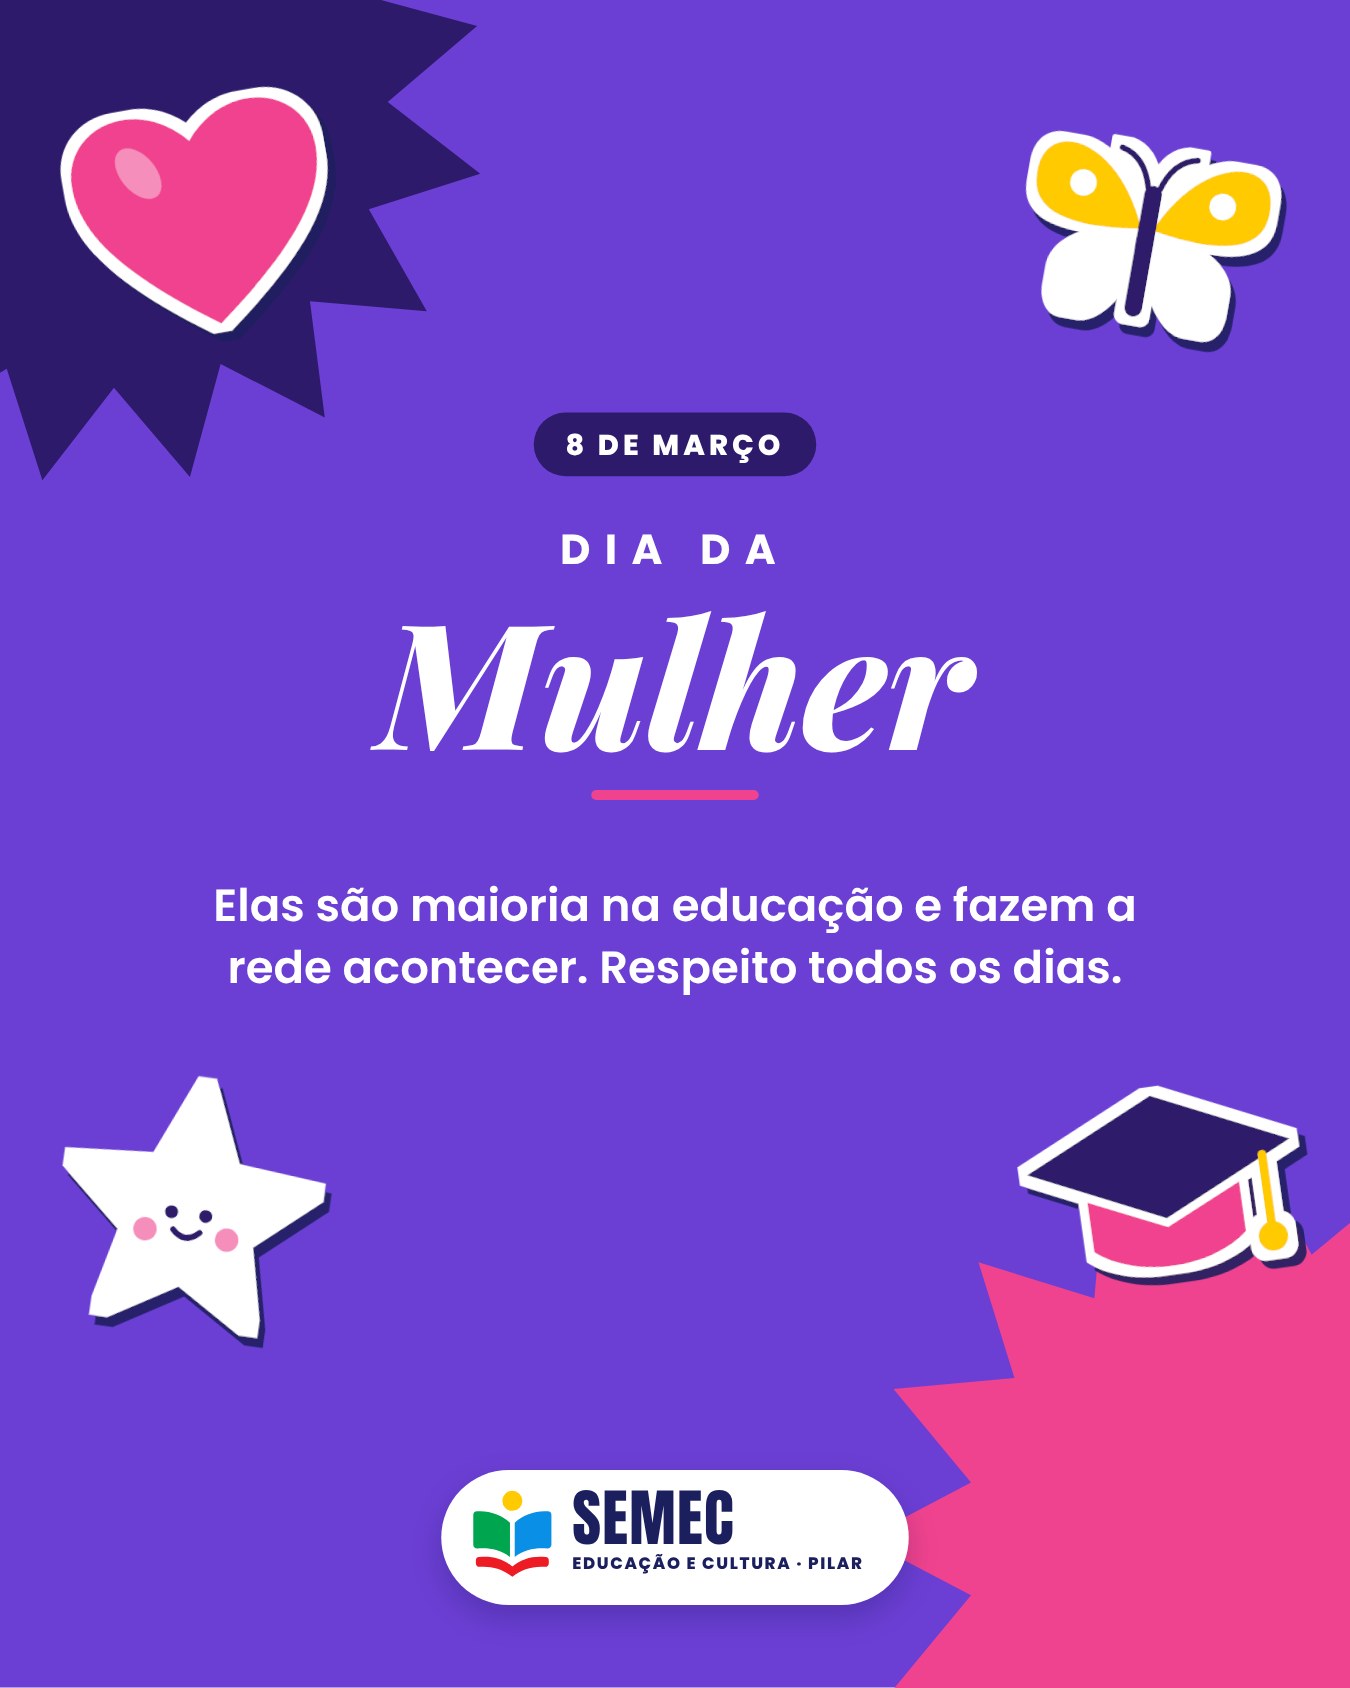 8 DE MARÇO
DIA DA
Mulher
Elas são maioria na educação e fazem a
rede acontecer. Respeito todos os dias.
SEMEC
EDUCAÇÃO E CULTURA · PILAR